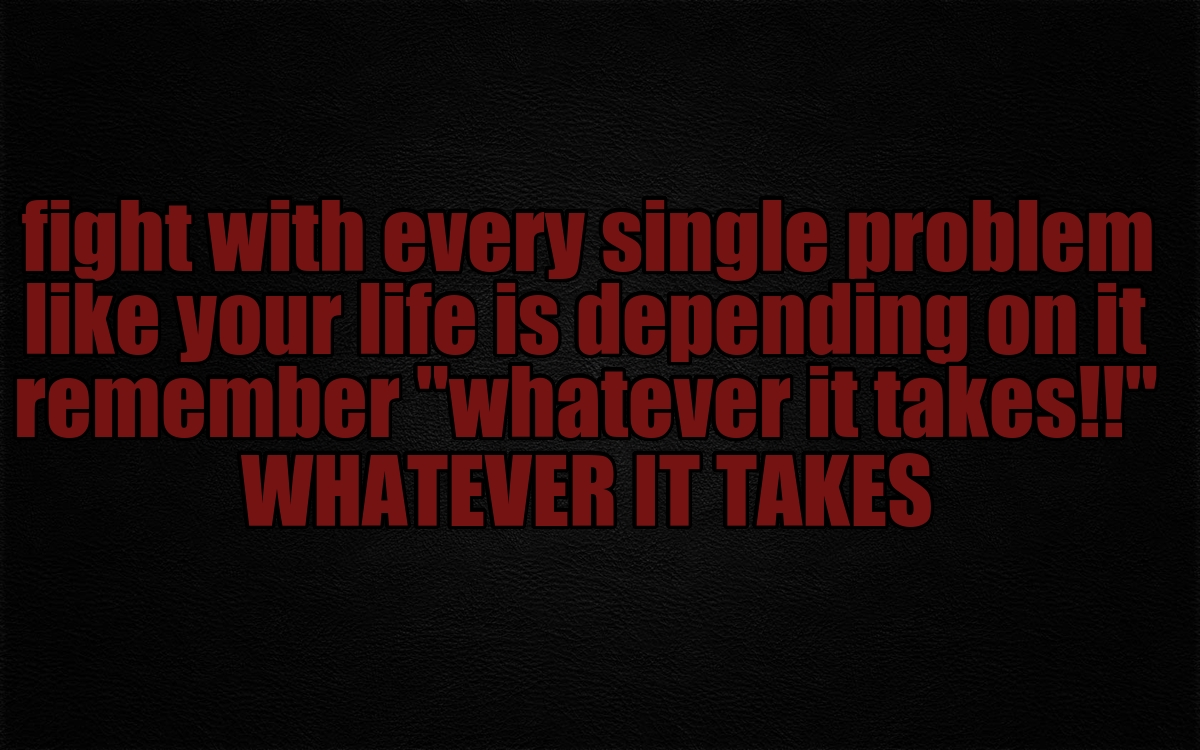 fight with every single problem
like your life is depending on it
remember "whatever it takes!!"
WHATEVER IT TAKES